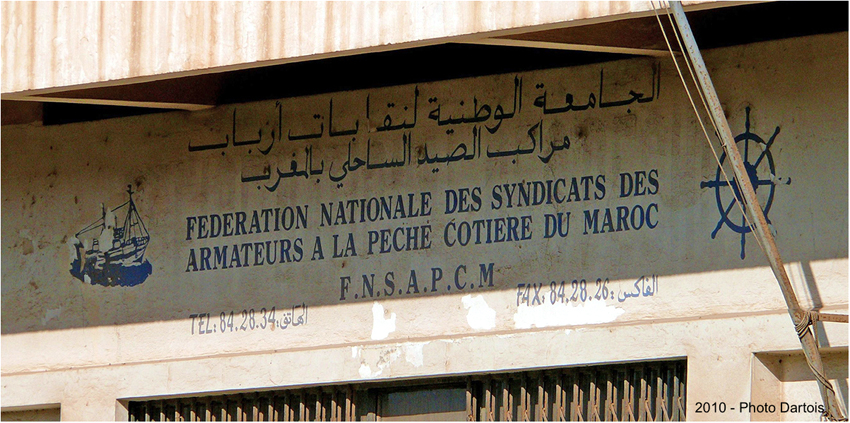 الجامعة الوطنية لنقابات أرباب
مراكب الصيد الساحلي بالمغرب
FEDERATION NATIONALE DES SYNDICATS DES
ARMATEURS A LA PECHE COTIERE DU MAROC
F.N.S.A.P.C.M
TEL: 84.28.34 :الهاتف
FAX: 84.28.26 :الفاكس
2010 - Photo Dartois